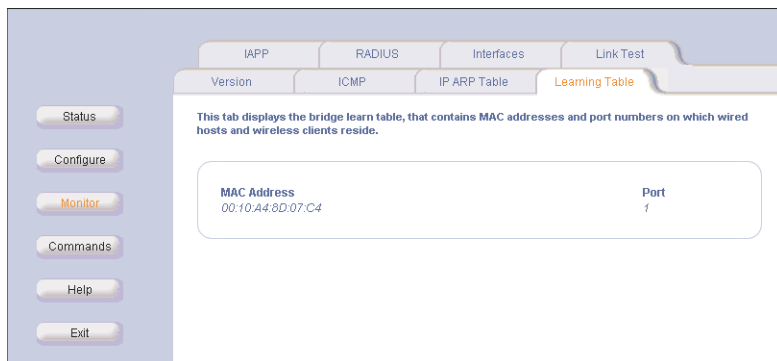 IAPP RADIUS Interfaces Link Test
Version ICMP IP ARP Table Learning Table
Status
Configure
Monitor
Commands
Help
Exit
This tab displays the bridge learn table, that contains MAC addresses and port numbers on which wired
hosts and wireless clients reside.
MAC Address Port
00:10:A4:8D:07:C4 1